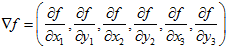 ∇f = (∂f/∂x₁, ∂f/∂y₁, ∂f/∂x₂, ∂f/∂y₂, ∂f/∂x₃, ∂f/∂y₃)